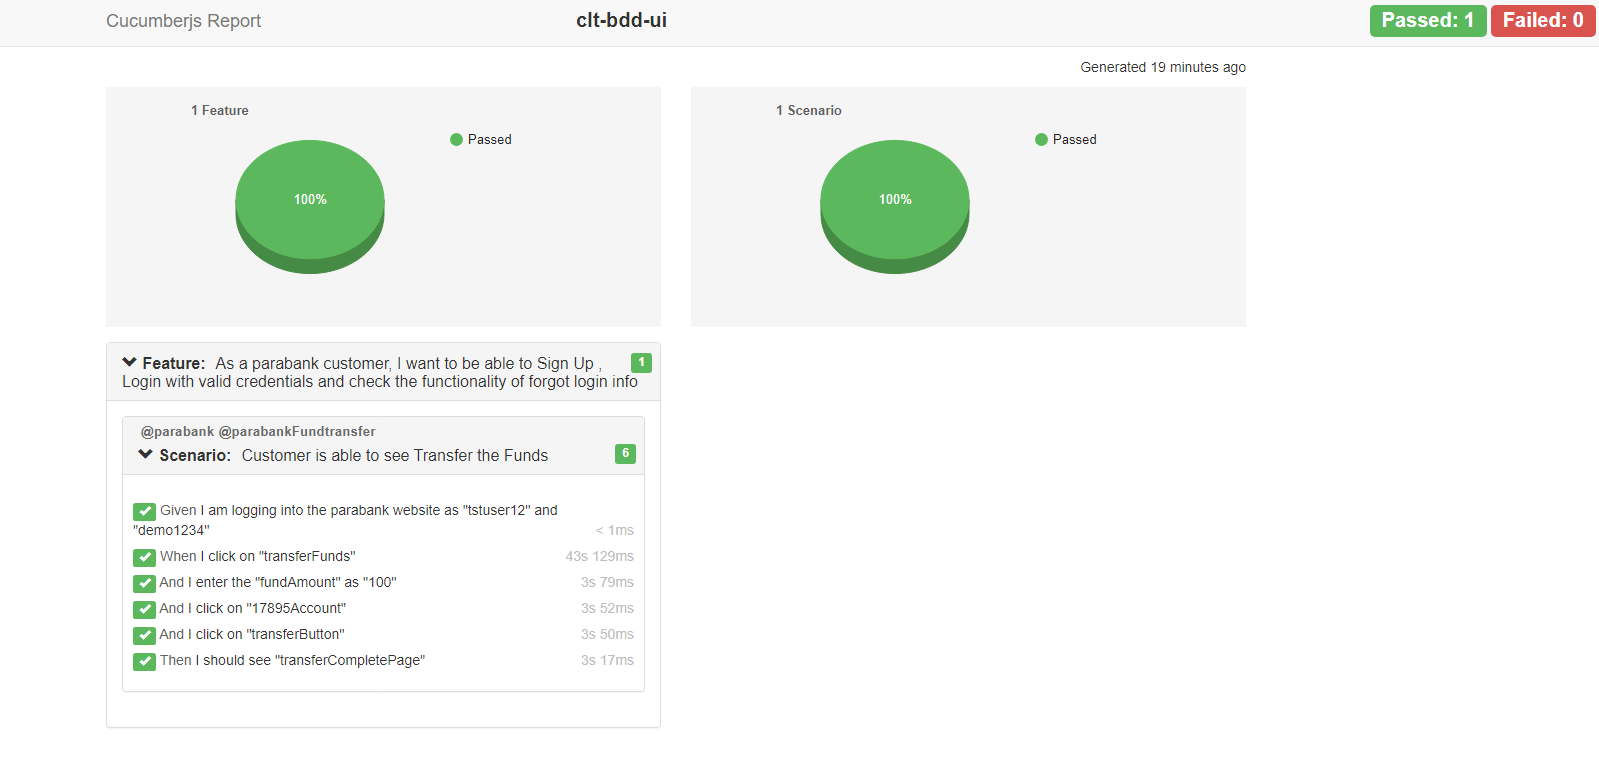 Cucumberjs Report
clt-bdd-ui
Passed: 1
Failed: 0
Generated 19 minutes ago
1 Feature
Passed
100%
1 Scenario
Passed
100%
Feature: As a parabank customer, I want to be able to Sign Up , 1
Login with valid credentials and check the functionality of forgot login info
@parabank @parabankFundtransfer
Scenario: Customer is able to see Transfer the Funds 6
Given I am logging into the parabank website as "tstuser12" and
"demo1234" < 1ms
When I click on "transferFunds" 43s 129ms
And I enter the "fundAmount" as "100" 3s 79ms
And I click on "17895Account" 3s 52ms
And I click on "transferButton" 3s 50ms
Then I should see "transferCompletePage" 3s 17ms